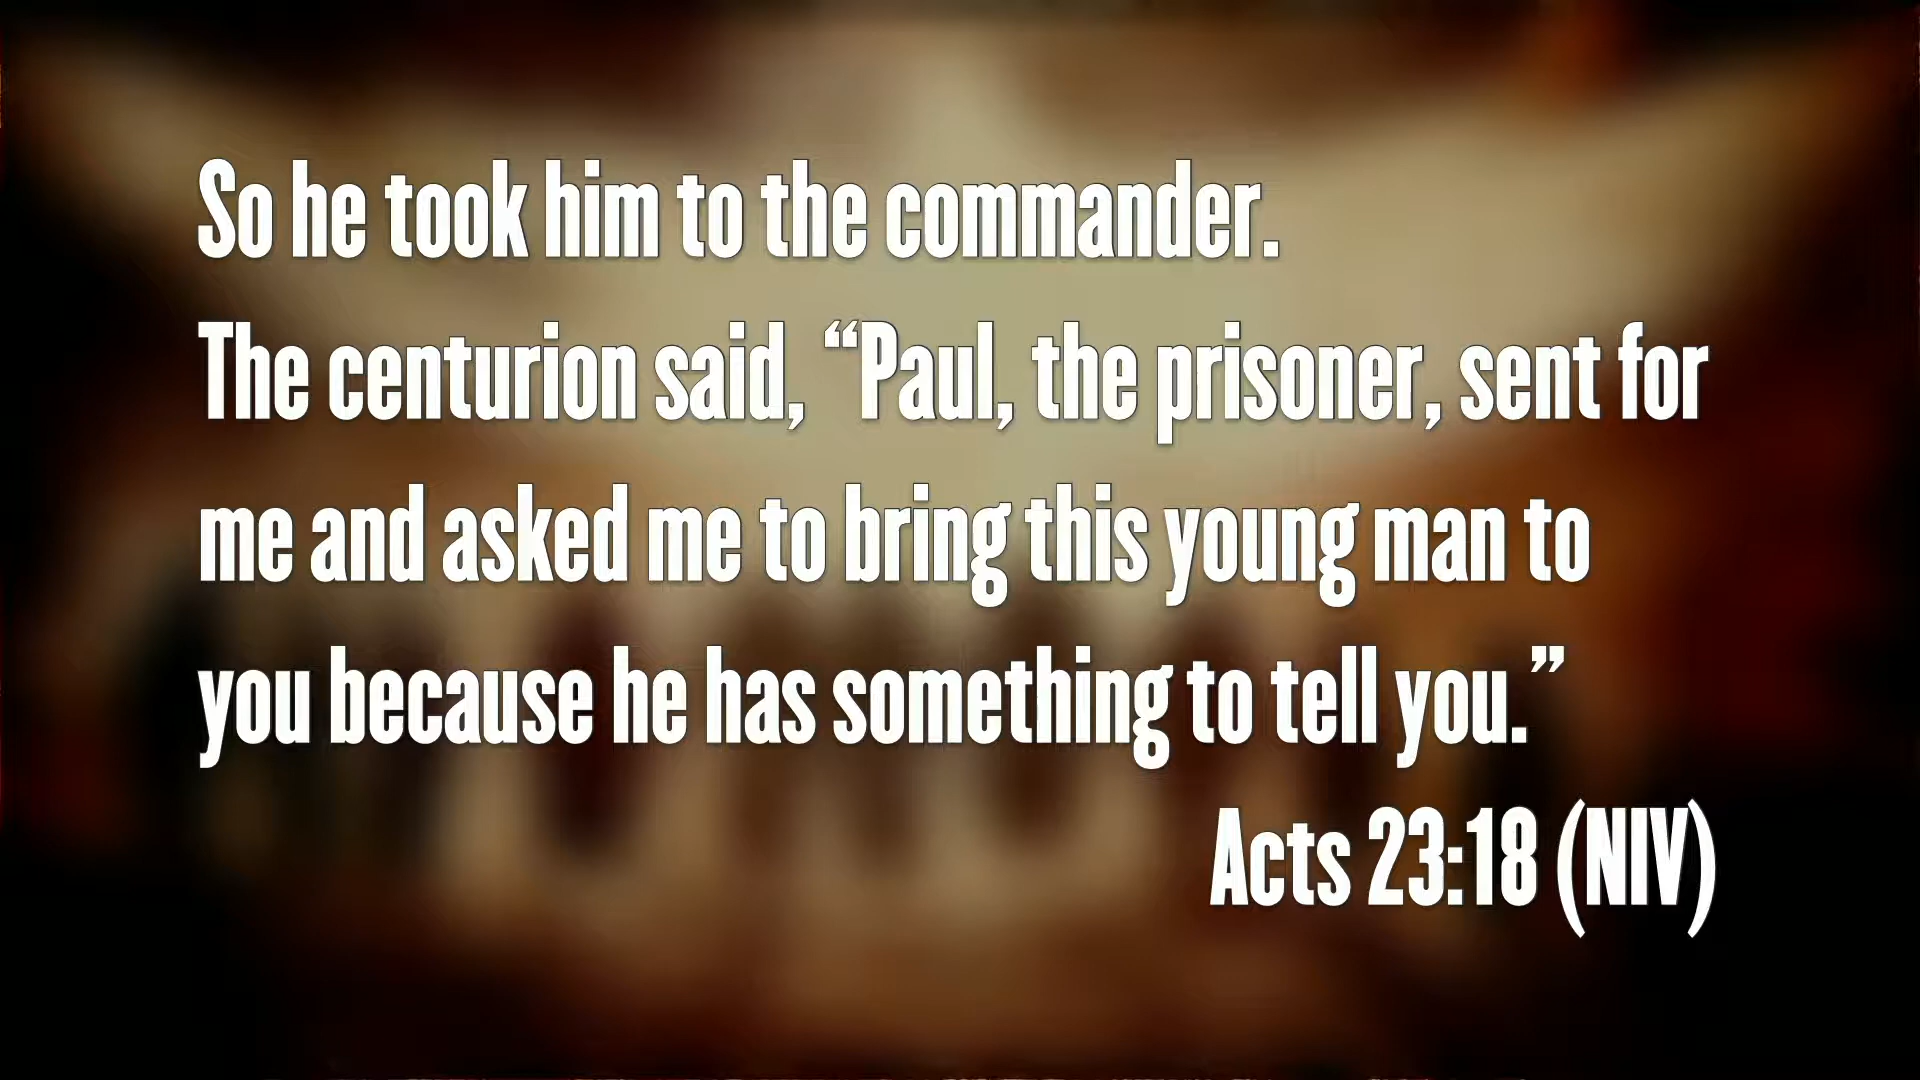 So he took him to the commander.
The centurion said, “Paul, the prisoner, sent for
me and asked me to bring this young man to
you because he has something to tell you.”
Acts 23:18 (NIV)